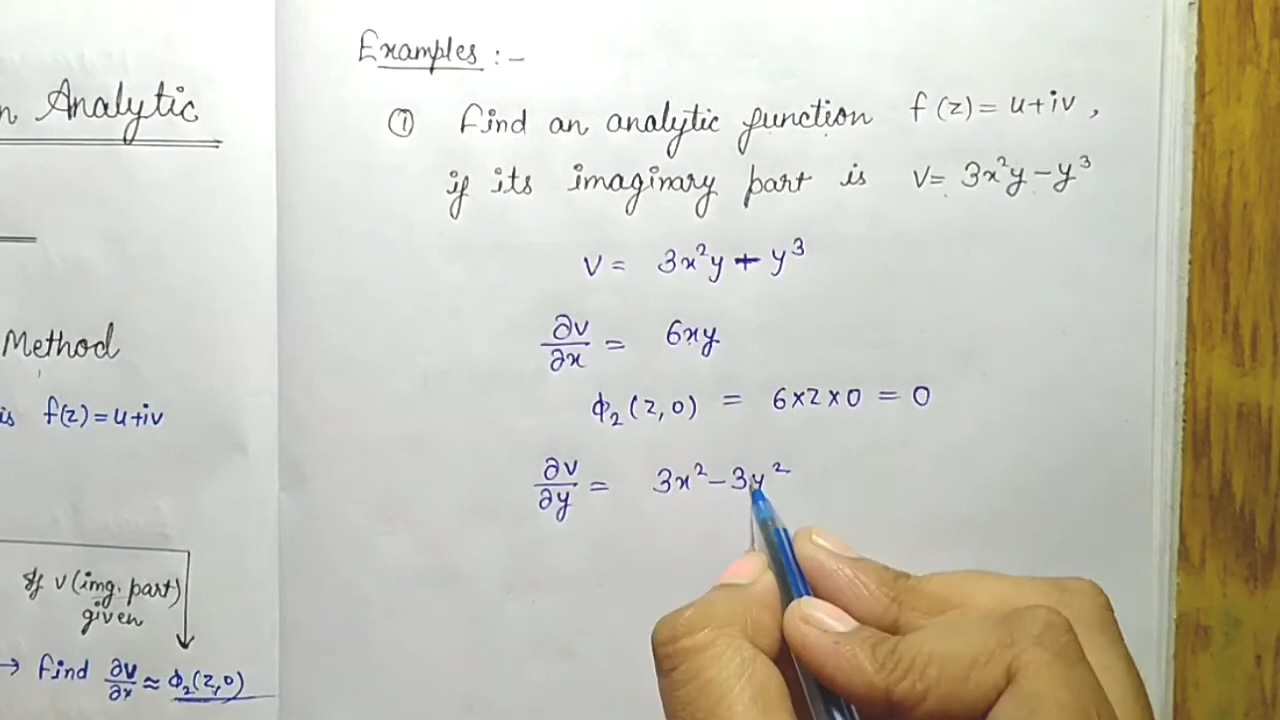 n Analytic
Method
is f(z) = u+iv
If v (img. part)
given
→ find ∂v/∂x ≈ ϕ₂(z,0)
Examples :-
① Find an analytic function f(z) = u+iv,
if its imaginary part is v= 3x²y-y³
v = 3x²y + y³
∂v/∂x = 6xy
ϕ₂(z,0) = 6×z×0 = 0
∂v/∂y = 3x²-3y²